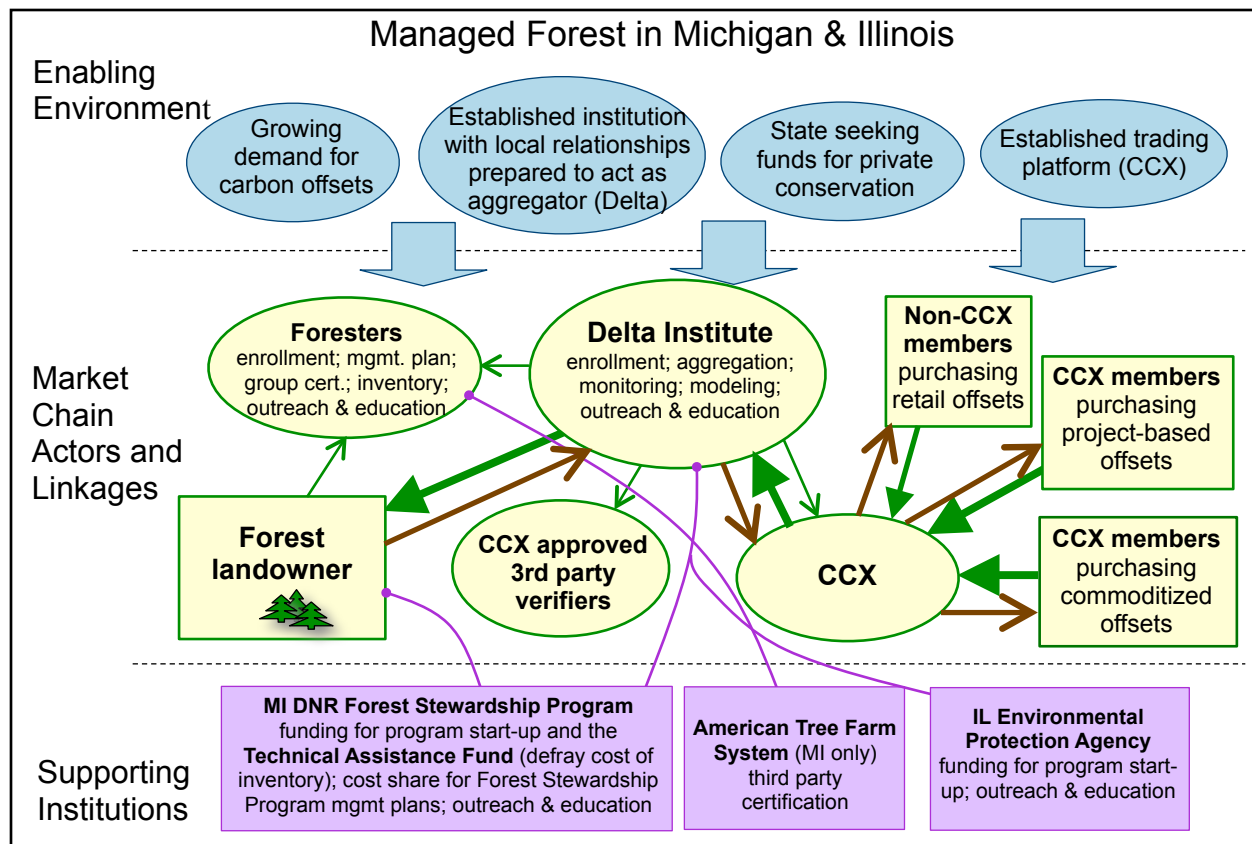 Managed Forest in Michigan & Illinois
Enabling
Environment
Growing
demand for
carbon offsets
Established institution
with local relationships
prepared to act as
aggregator (Delta)
State seeking
funds for private
conservation
Established trading
platform (CCX)
Market
Chain
Actors and
Linkages
Foresters
enrollment; mgmt. plan;
group cert.; inventory;
outreach & education
Delta Institute
enrollment; aggregation;
monitoring; modeling;
outreach & education
Non-CCX
members
purchasing
retail offsets
CCX members
purchasing
project-based
offsets
Forest
landowner
CCX approved
3rd party
verifiers
CCX
CCX members
purchasing
commoditized
offsets
Supporting
Institutions
MI DNR Forest Stewardship Program
funding for program start-up and the
Technical Assistance Fund (defray cost of
inventory); cost share for Forest Stewardship
Program mgmt plans; outreach & education
American Tree Farm
System (MI only)
third party
certification
IL Environmental
Protection Agency
funding for program start-
up; outreach & education